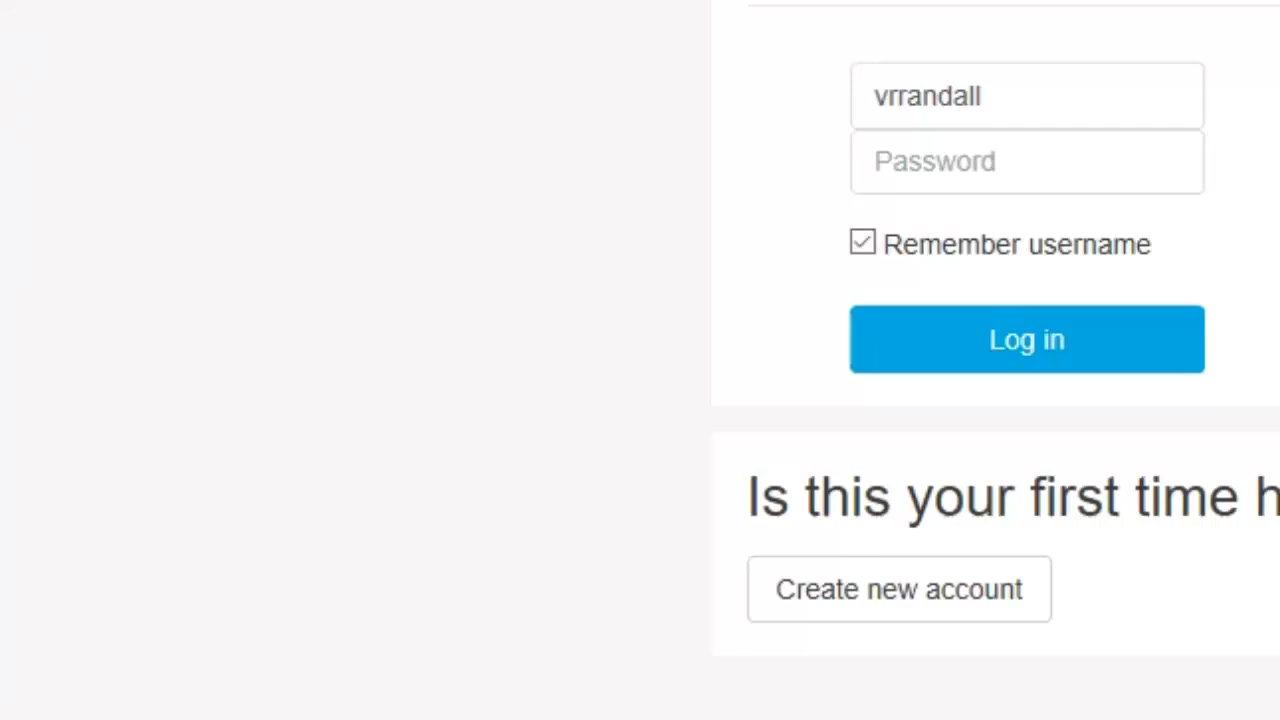 vrrandall
Password
Remember username
Log in
Is this your first time h
Create new account